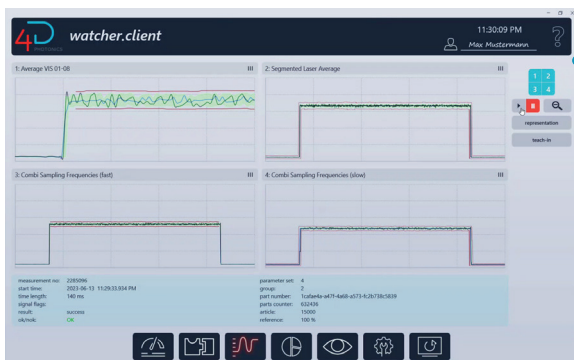 4D
PHOTONICS
watcher.client
11:30:09 PM
Max Mustermann
?
1: Average VIS 01-08
2: Segmented Laser Average
1 2
3 4
representation
teach-in
3: Combi Sampling Frequencies (fast)
4: Combi Sampling Frequencies (slow)
measurement no: 2285096
start time: 2023-06-13 11:29:33.934 PM
time length: 140 ms
signal flags:
result: success
ok/nok: OK
parameter set: 4
group: 2
part number: 1cafae4a-a47f-4a68-a573-fc2b738c5839
parts counter: 632436
article: 15000
reference: 100 %